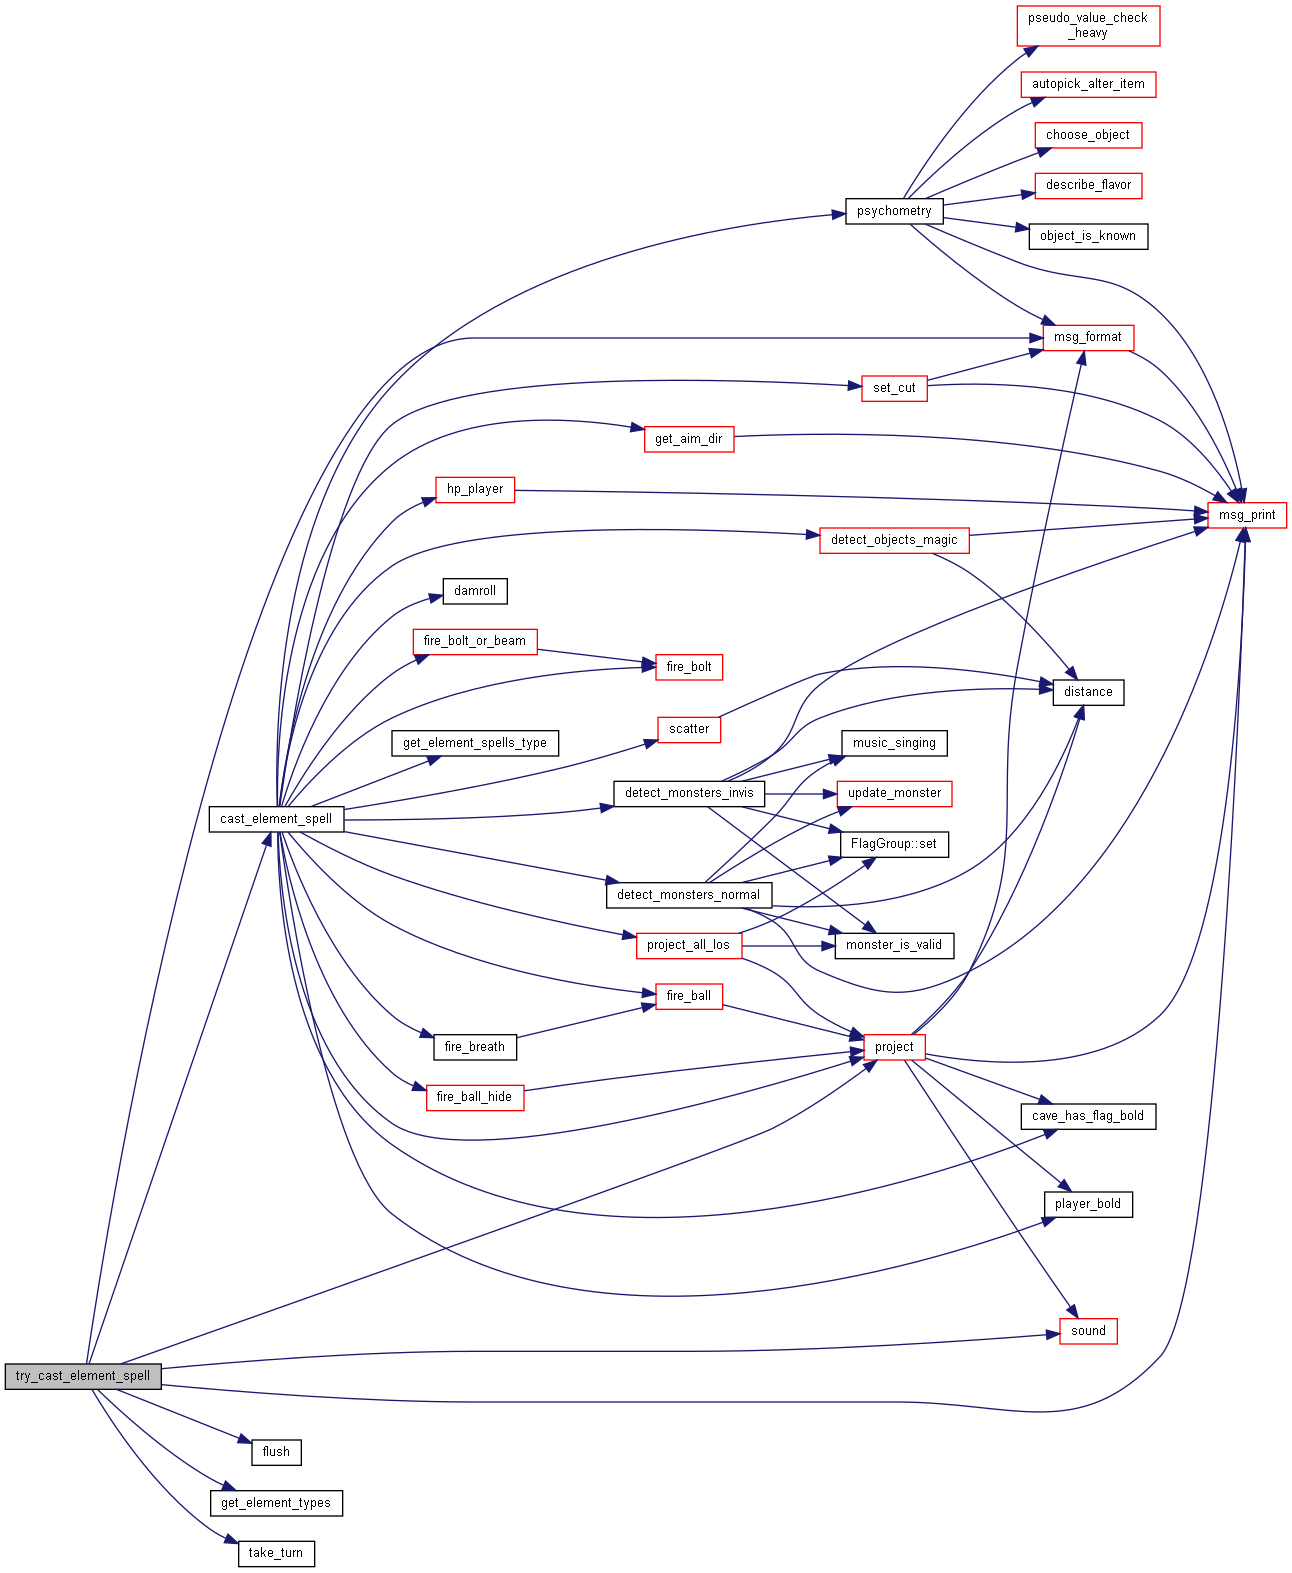 pseudo_value_check
_heavy
autopick_alter_item
choose_object
describe_flavor
psychometry
object_is_known
msg_format
set_cut
get_aim_dir
hp_player
msg_print
detect_objects_magic
damroll
fire_bolt_or_beam
fire_bolt
distance
scatter
get_element_spells_type
music_singing
detect_monsters_invis
update_monster
cast_element_spell
FlagGroup::set
detect_monsters_normal
project_all_los
monster_is_valid
fire_ball
fire_breath
project
fire_ball_hide
cave_has_flag_bold
player_bold
sound
try_cast_element_spell
flush
get_element_types
take_turn